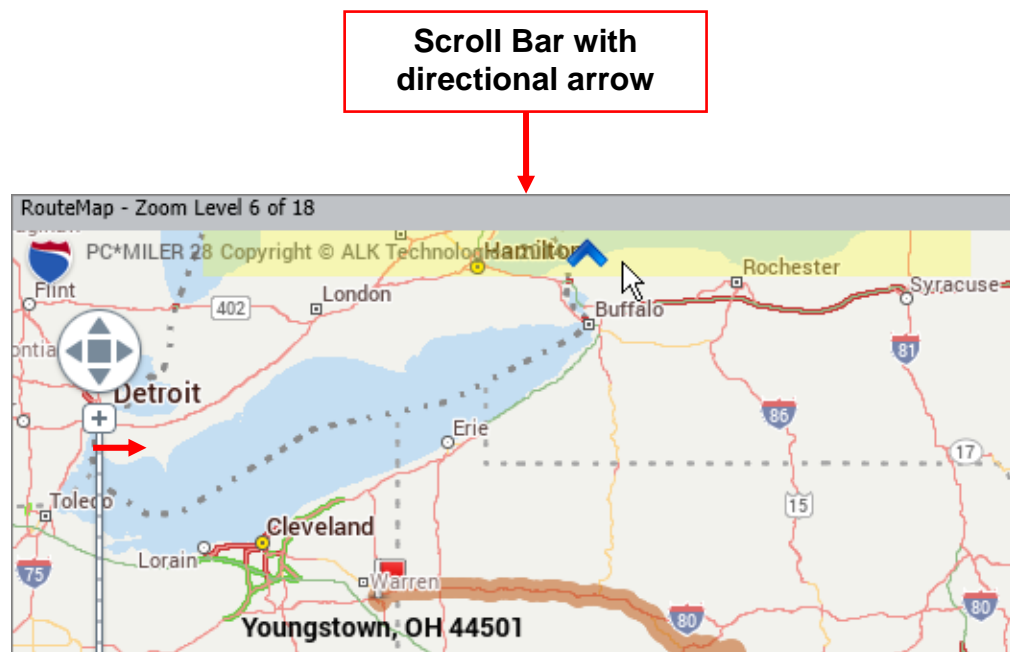 Scroll Bar with
directional arrow
RouteMap - Zoom Level 6 of 18
PC*MILER 28 Copyright © ALK Technolog
Hamilton
Rochester
Flint
402
London
Buffalo
Syracuse
81
Detroit
86
+
Erie
17
Toledo
15
Cleveland
Lorain
75
Warren
80
80
Youngstown, OH 44501